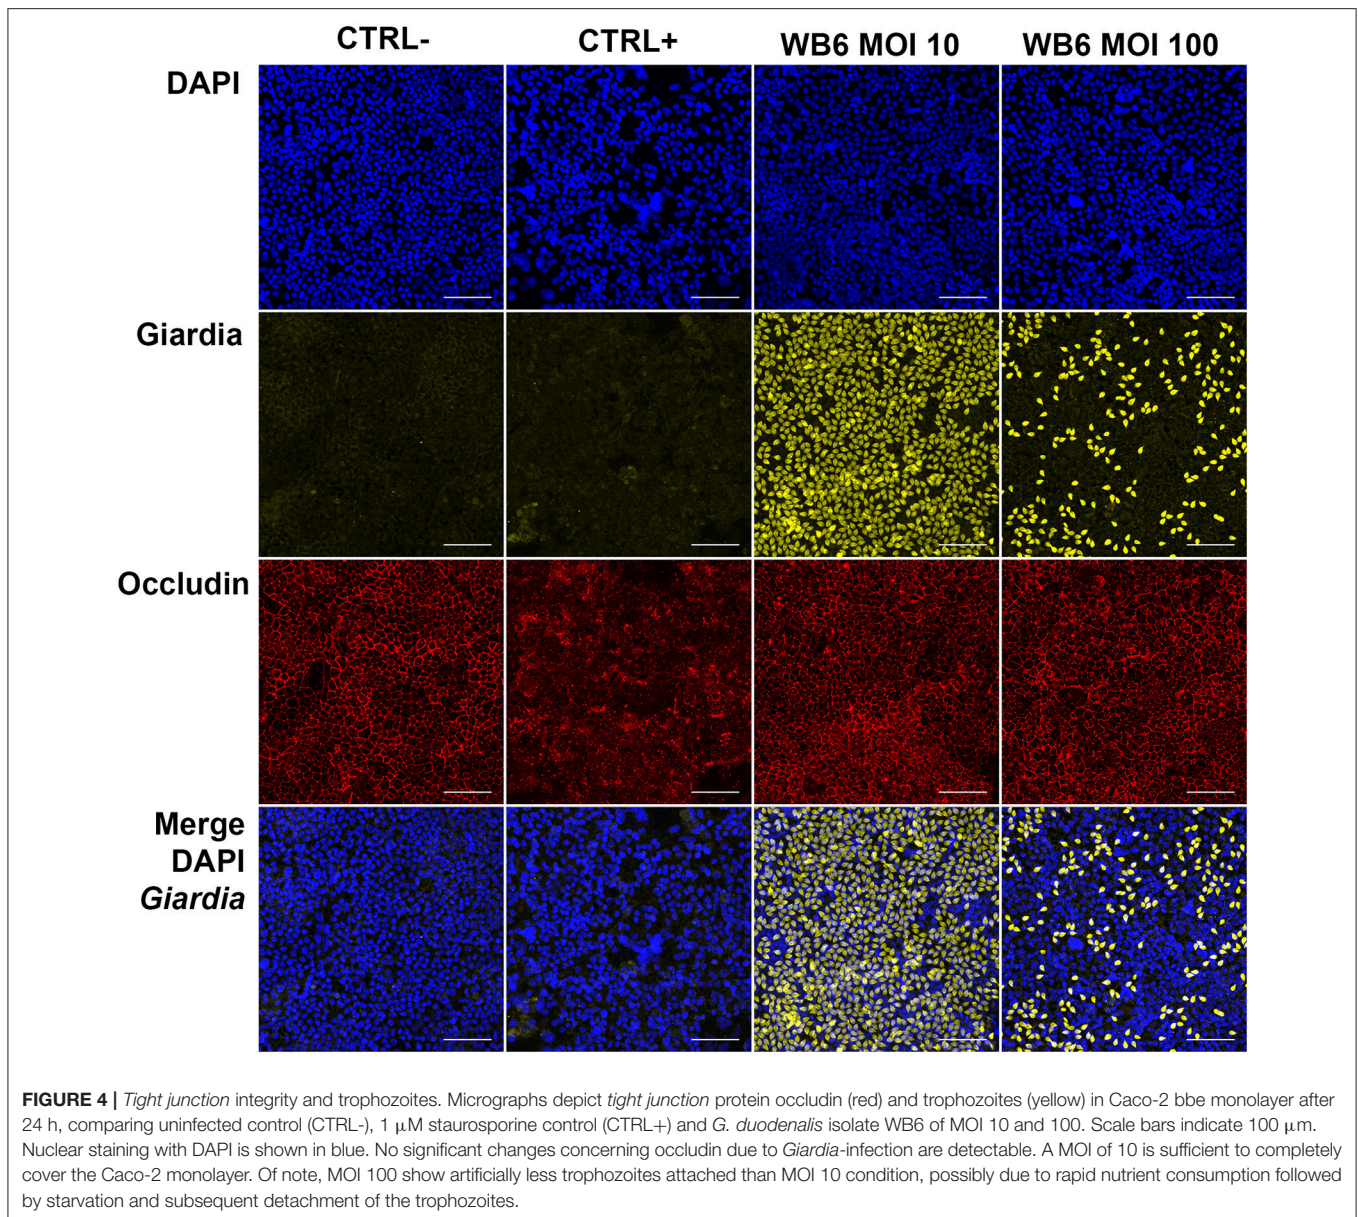 CTRL- CTRL+ WB6 MOI 10 WB6 MOI 100
DAPI
Giardia
Occludin
Merge
DAPI
Giardia
FIGURE 4 | Tight junction integrity and trophozoites. Micrographs depict tight junction protein occludin (red) and trophozoites (yellow) in Caco-2 bbe monolayer after
24 h, comparing uninfected control (CTRL-), 1 μM staurosporine control (CTRL+) and G. duodenalis isolate WB6 of MOI 10 and 100. Scale bars indicate 100 μm.
Nuclear staining with DAPI is shown in blue. No significant changes concerning occludin due to Giardia-infection are detectable. A MOI of 10 is sufficient to completely
cover the Caco-2 monolayer. Of note, MOI 100 show artificially less trophozoites attached than MOI 10 condition, possibly due to rapid nutrient consumption followed
by starvation and subsequent detachment of the trophozoites.